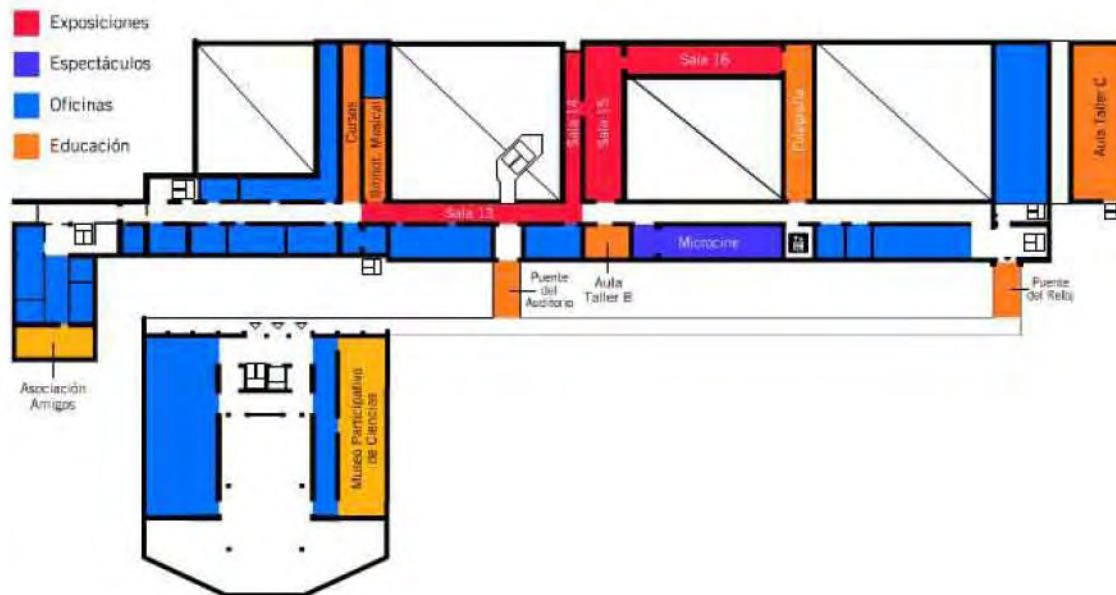 Exposiciones
Espectáculos
Oficinas
Educación
Cursos
Bibliot. Musical
Sala 14
Sala 15
Sala 16
Fotografía
Aula Taller C
Sala 13
Microcine
Puente
del
Auditorio
Aula
Taller B
Puente
del Reloj
Asociación
Amigos
Museo Participativo
de Ciencias